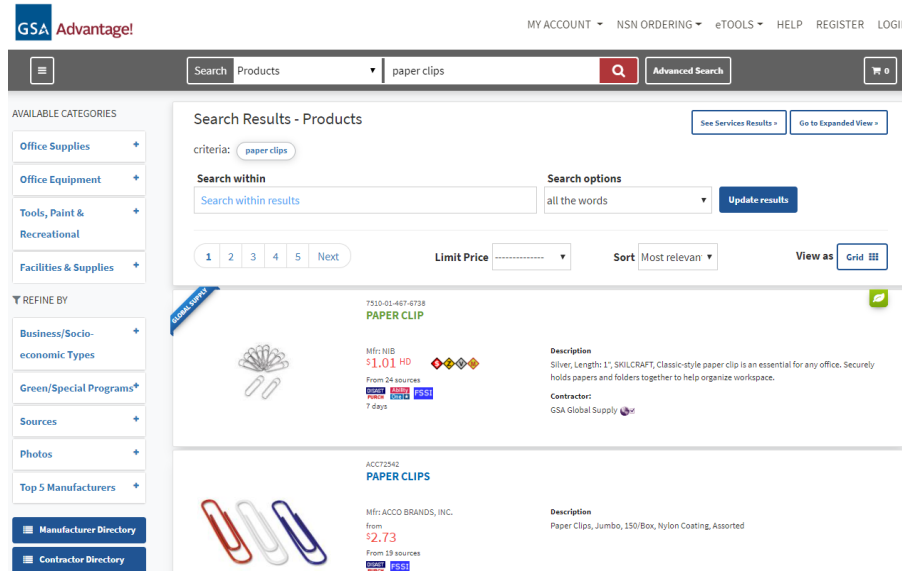 GSA Advantage!
MY ACCOUNT NSN ORDERING eTOOLS HELP REGISTER LOGI
Search Products paper clips Advanced Search 0
AVAILABLE CATEGORIES
Office Supplies +
Office Equipment +
Tools, Paint & +
Recreational
Facilities & Supplies +
REFINE BY
Business/Socio- +
economic Types
Green/Special Programs+
Sources +
Photos +
Top 5 Manufacturers +
Manufacturer Directory
Contractor Directory
Search Results - Products
See Services Results » Go to Expanded View »
criteria: paper clips
Search within Search options
Search within results all the words Update results
1 2 3 4 5 Next Limit Price -------------- Sort Most relevan View as Grid
GLOBAL SUPPLY
7510-01-467-6738
PAPER CLIP
Mfr: NIB
$1.01 HD
From 24 sources
DISAST PURCH Ability One FSSI
7 days
Description
Silver, Length: 1", SKILCRAFT, Classic-style paper clip is an essential for any office. Securely
holds papers and folders together to help organize workspace.
Contractor:
GSA Global Supply
ACC72542
PAPER CLIPS
Mfr: ACCO BRANDS, INC.
from
$2.73
From 19 sources
DISAST FSSI
Description
Paper Clips, Jumbo, 150/Box, Nylon Coating, Assorted